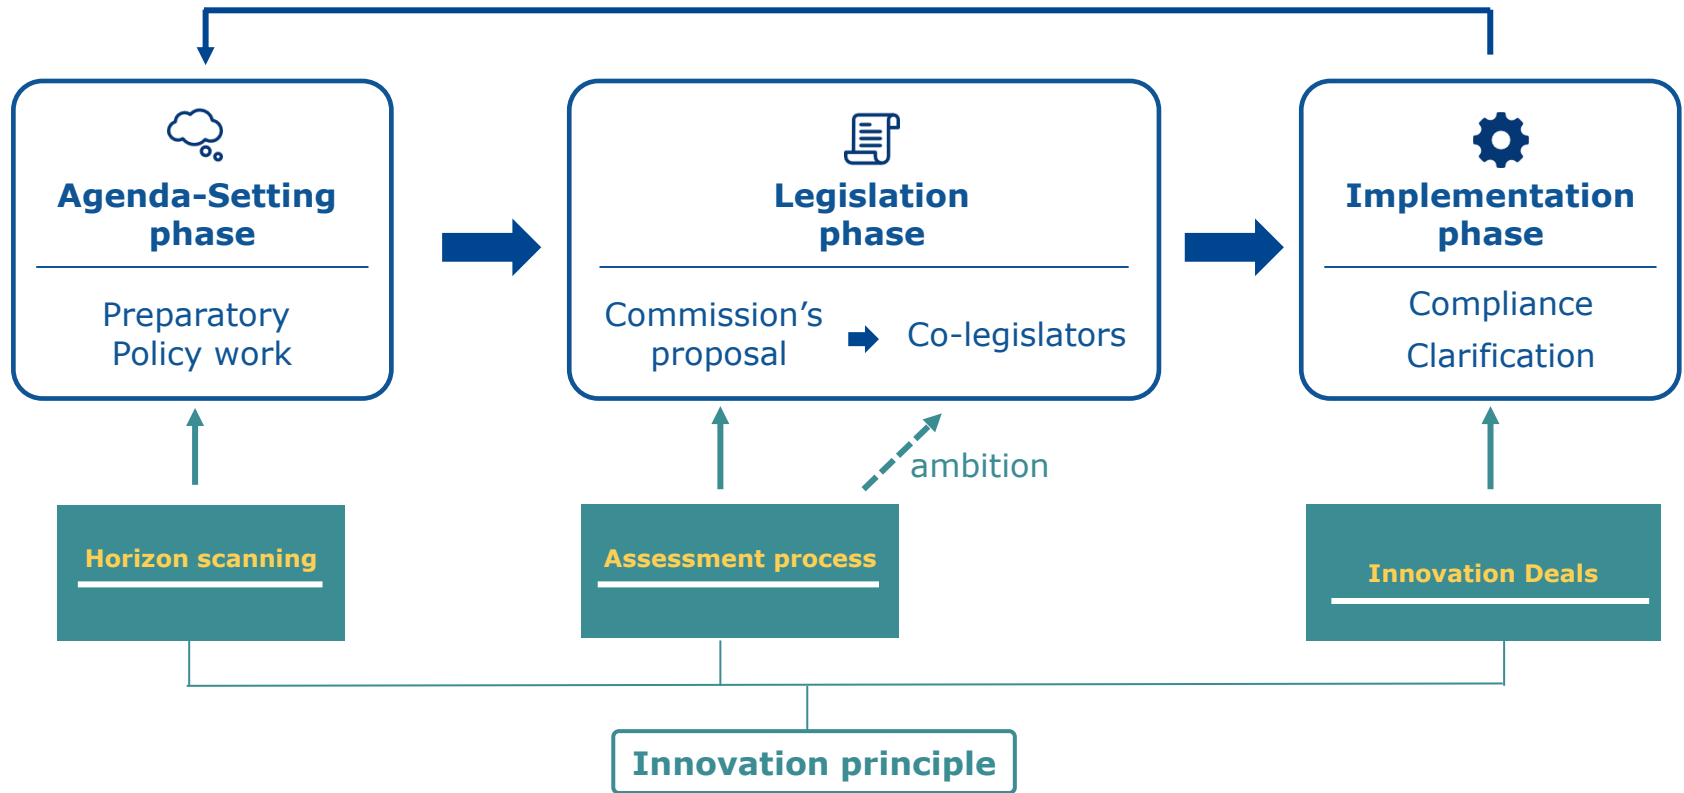 Agenda-Setting
phase
Preparatory
Policy work
Legislation
phase
Commission’s
proposal
Co-legislators
Implementation
phase
Compliance
Clarification
ambition
Horizon scanning
Assessment process
Innovation Deals
Innovation principle